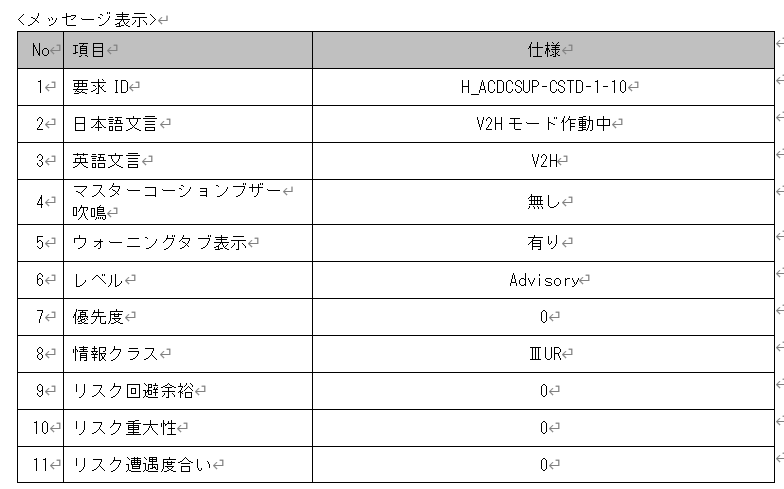 <メッセージ表示>
No 項目 仕様
1 要求 ID H_ACDCSUP-CSTD-1-10
2 日本語文言 V2H モード作動中
3 英語文言 V2H
4 マスターコーションブザー 無し
吹鳴
5 ウォーニングタブ表示 有り
6 レベル Advisory
7 優先度 0
8 情報クラス ⅢUR
9 リスク回避余裕 0
10 リスク重大性 0
11 リスク遭遇度合い 0